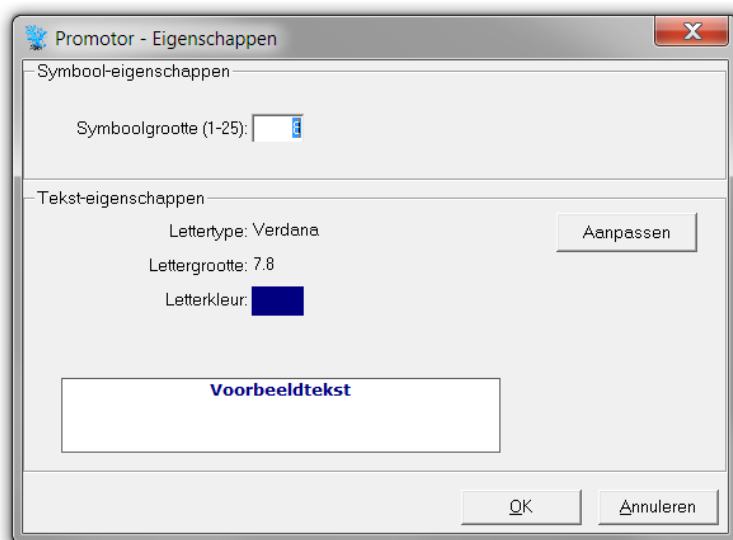 Promotor - Eigenschappen
Symbool-eigenschappen
Symboolgrootte (1-25):
Tekst-eigenschappen
Lettertype: Verdana
Aanpassen
Lettergrootte: 7.8
Letterkleur:
Voorbeeldtekst
OK
Annuleren